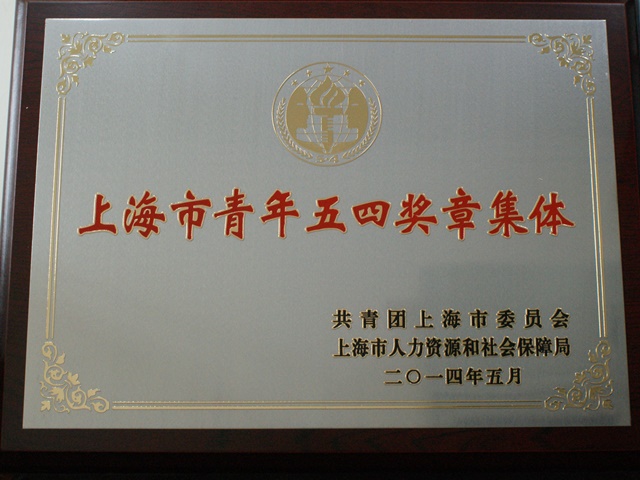 上海市青年五四奖章集体
共青团上海市委员会
上海市人力资源和社会保障局
二〇一四年五月